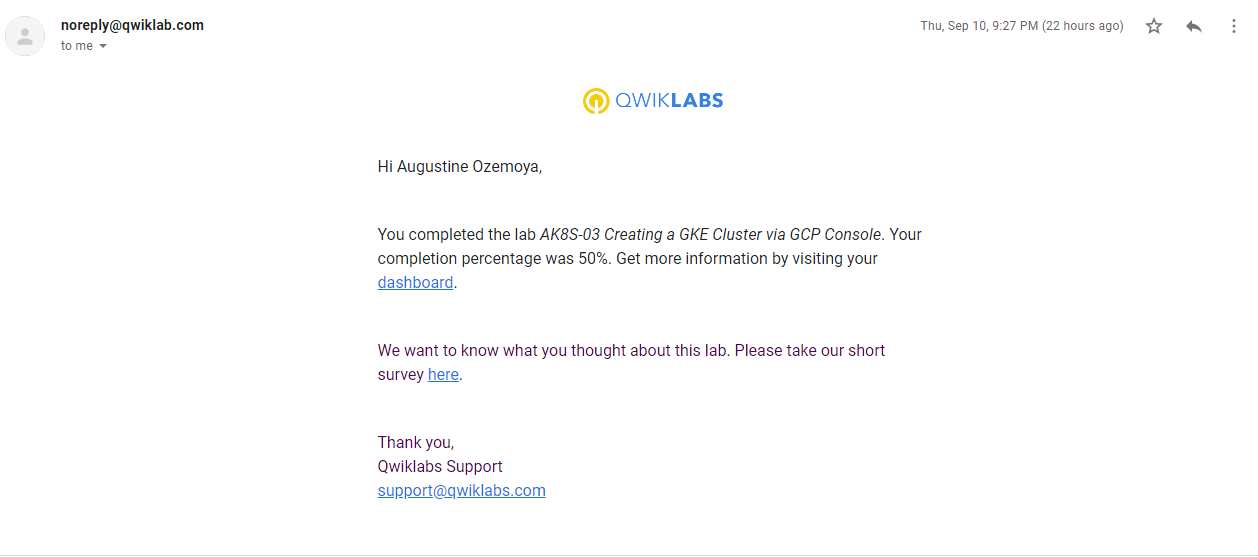 noreply@qwiklab.com
Thu, Sep 10, 9:27 PM (22 hours ago)
to me
QWIKLABS
Hi Augustine Ozemoya,
You completed the lab AK8S-03 Creating a GKE Cluster via GCP Console. Your
completion percentage was 50%. Get more information by visiting your
dashboard.
We want to know what you thought about this lab. Please take our short
survey here.
Thank you,
Qwiklabs Support
support@qwiklabs.com